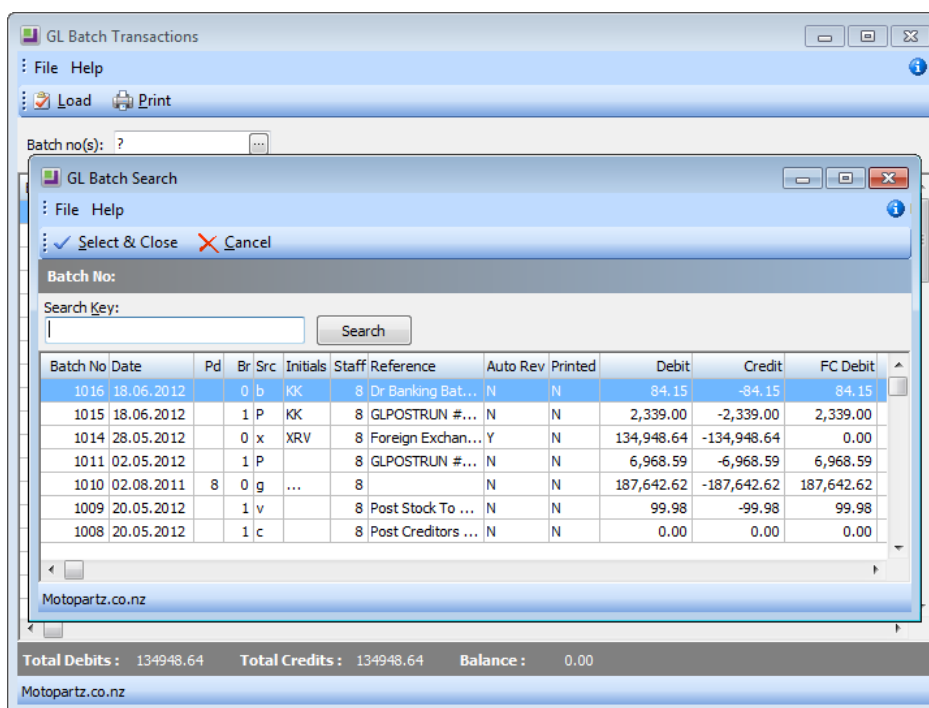 GL Batch Transactions
File Help
Load Print
Batch no(s): ? ...
GL Batch Search
File Help
Select & Close Cancel
Batch No:
Search Key:
Search
Batch No Date Pd Br Src Initials Staff Reference Auto Rev Printed Debit Credit FC Debit
1016 18.06.2012 0 b KK 8 Dr Banking Bat... N N 84.15 -84.15 84.15
1015 18.06.2012 1 P KK 8 GLPOSTRUN #... N N 2,339.00 -2,339.00 2,339.00
1014 28.05.2012 0 x XRV 8 Foreign Exchan... Y N 134,948.64 -134,948.64 0.00
1011 02.05.2012 1 P 8 GLPOSTRUN #... N N 6,968.59 -6,968.59 6,968.59
1010 02.08.2011 8 0 g ... 8 N N 187,642.62 -187,642.62 187,642.62
1009 20.05.2012 1 v 8 Post Stock To ... N N 99.98 -99.98 99.98
1008 20.05.2012 1 c 8 Post Creditors ... N N 0.00 0.00 0.00
Motopartz.co.nz
Total Debits : 134948.64 Total Credits : 134948.64 Balance : 0.00
Motopartz.co.nz